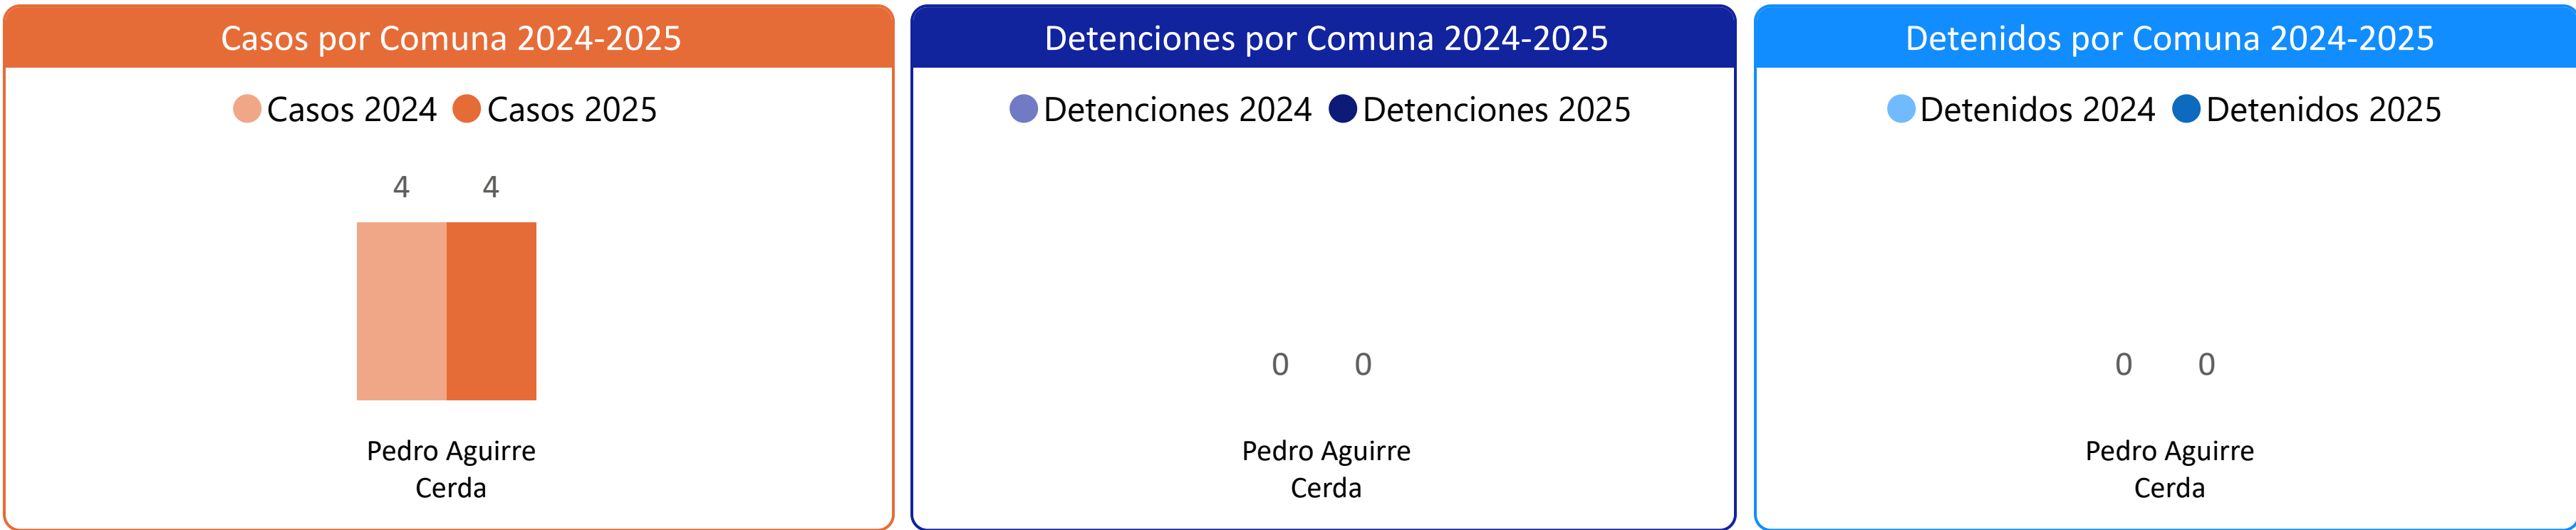 Casos por Comuna 2024-2025
Casos 2024 Casos 2025
4 4
Pedro Aguirre
Cerda
Detenciones por Comuna 2024-2025
Detenciones 2024 Detenciones 2025
0 0
Pedro Aguirre
Cerda
Detenidos por Comuna 2024-2025
Detenidos 2024 Detenidos 2025
0 0
Pedro Aguirre
Cerda